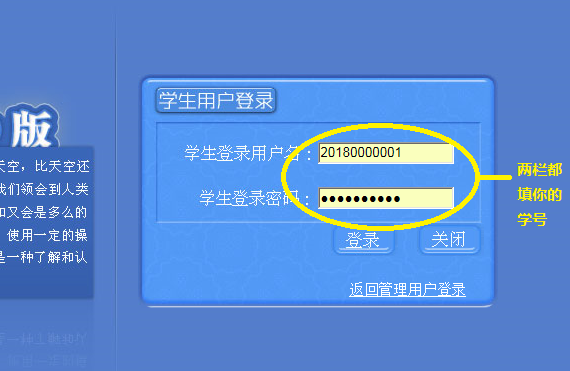 学生用户登录
版
天空，比天空还
我们领会到人类
和又会是多么的
使用一定的操
是一种了解和认
学生登录用户名：20180000001
学生登录密码：●●●●●●●●●●
两栏都
填你的
学号
登录 关闭
返回管理用户登录